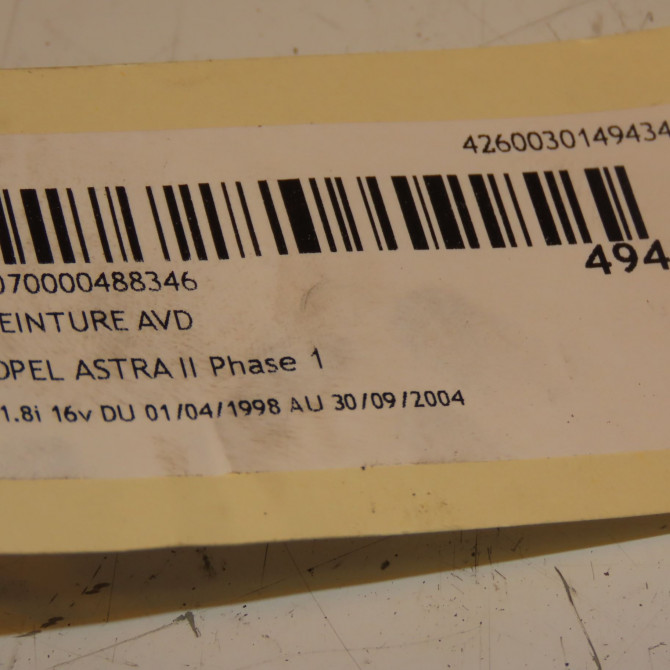 4260030149434
494
070000488346
EINTURE AVD
OPEL ASTRA II Phase 1
1.8i 16v DU 01/04/1998 AU 30/09/2004